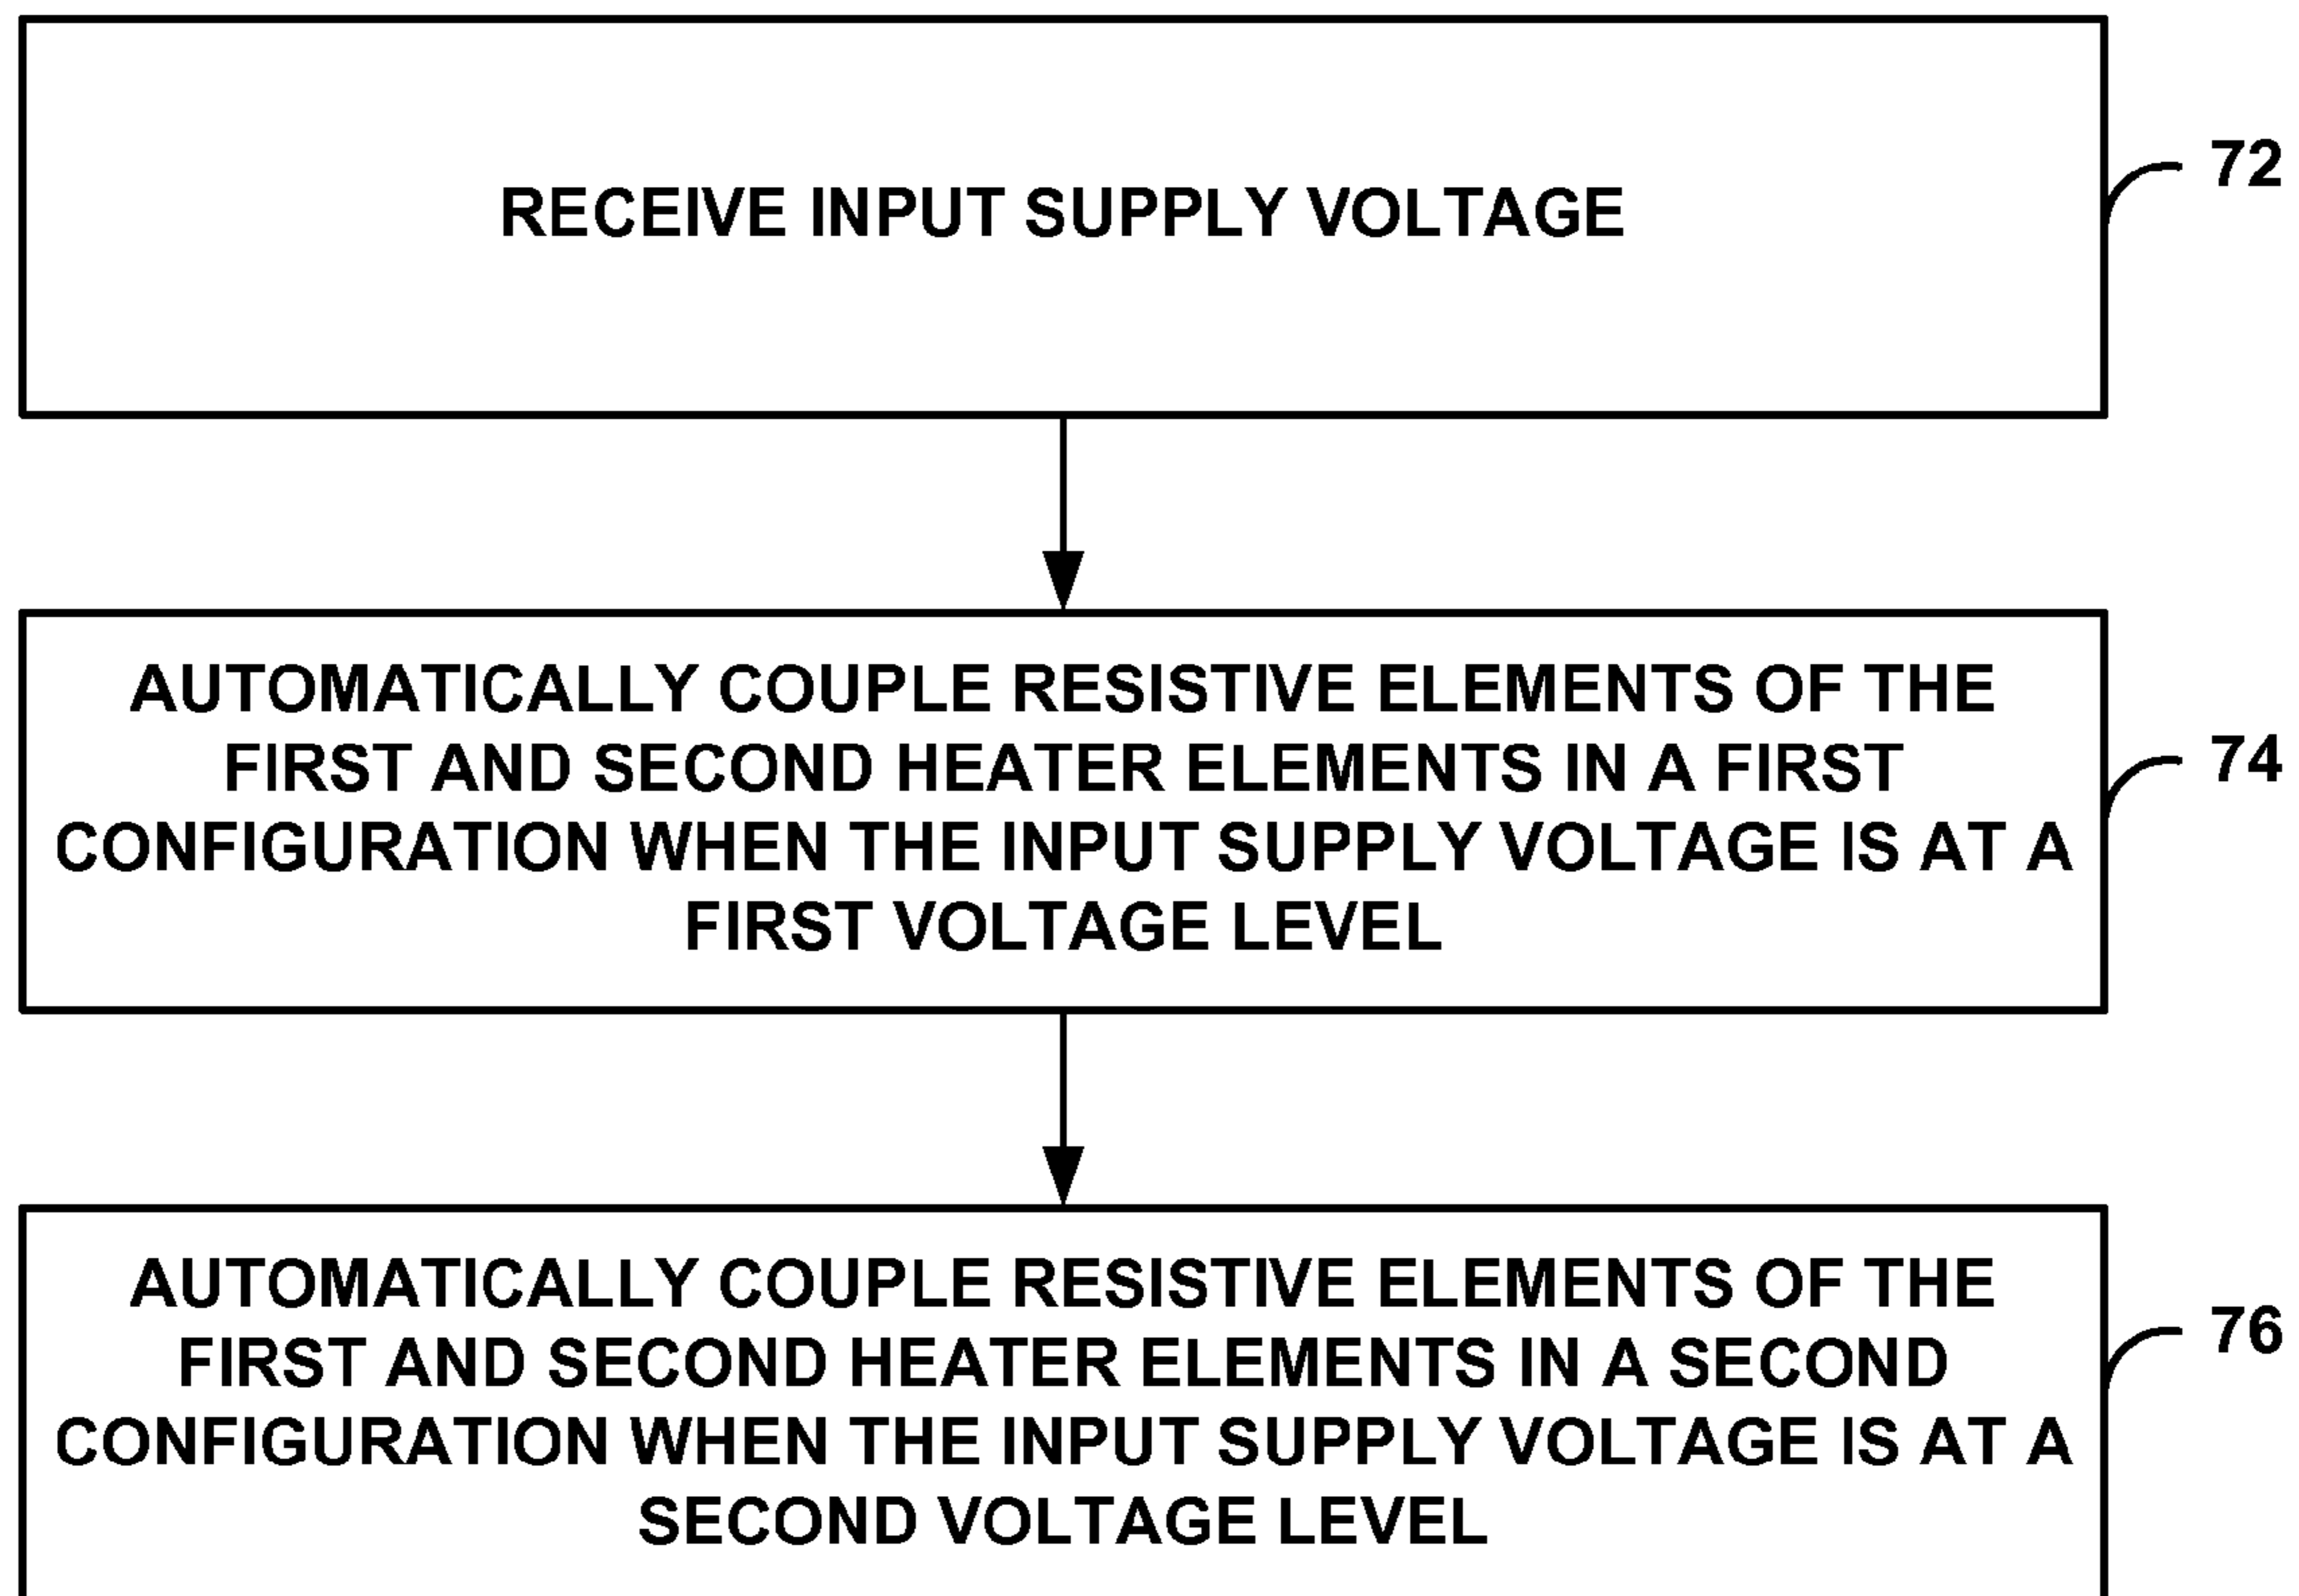 RECEIVE INPUT SUPPLY VOLTAGE
72
AUTOMATICALLY COUPLE RESISTIVE ELEMENTS OF THE
FIRST AND SECOND HEATER ELEMENTS IN A FIRST
CONFIGURATION WHEN THE INPUT SUPPLY VOLTAGE IS AT A
FIRST VOLTAGE LEVEL
74
AUTOMATICALLY COUPLE RESISTIVE ELEMENTS OF THE
FIRST AND SECOND HEATER ELEMENTS IN A SECOND
CONFIGURATION WHEN THE INPUT SUPPLY VOLTAGE IS AT A
SECOND VOLTAGE LEVEL
76